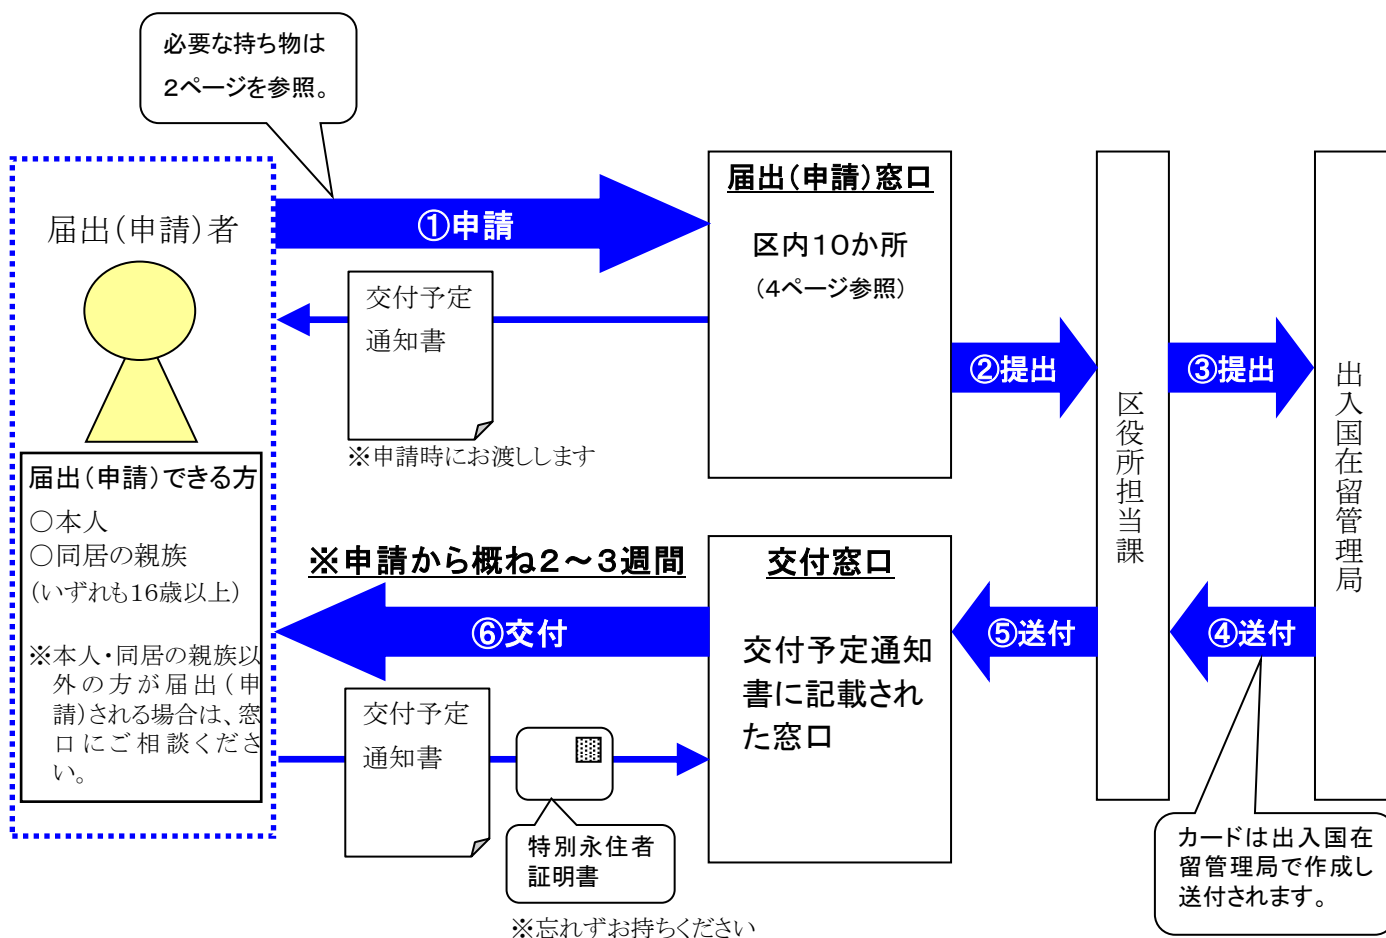 必要な持ち物は
2ページを参照。
届出(申請)者
①申請
届出(申請)窓口
区内10か所
(4ページ参照)
交付予定
通知書
※申請時にお渡しします
②提出
区役所担当課
③提出
出入国在留管理局
届出(申請)できる方
○本人
○同居の親族
(いずれも16歳以上)
※本人・同居の親族以
外の方が届出(申
請)される場合は、窓
口にご相談くださ
い。
※申請から概ね2~3週間
⑥交付
交付窓口
交付予定通知
書に記載され
た窓口
⑤送付
④送付
交付予定
通知書
特別永住者
証明書
※忘れずお持ちください
カードは出入国在
留管理局で作成し
送付されます。